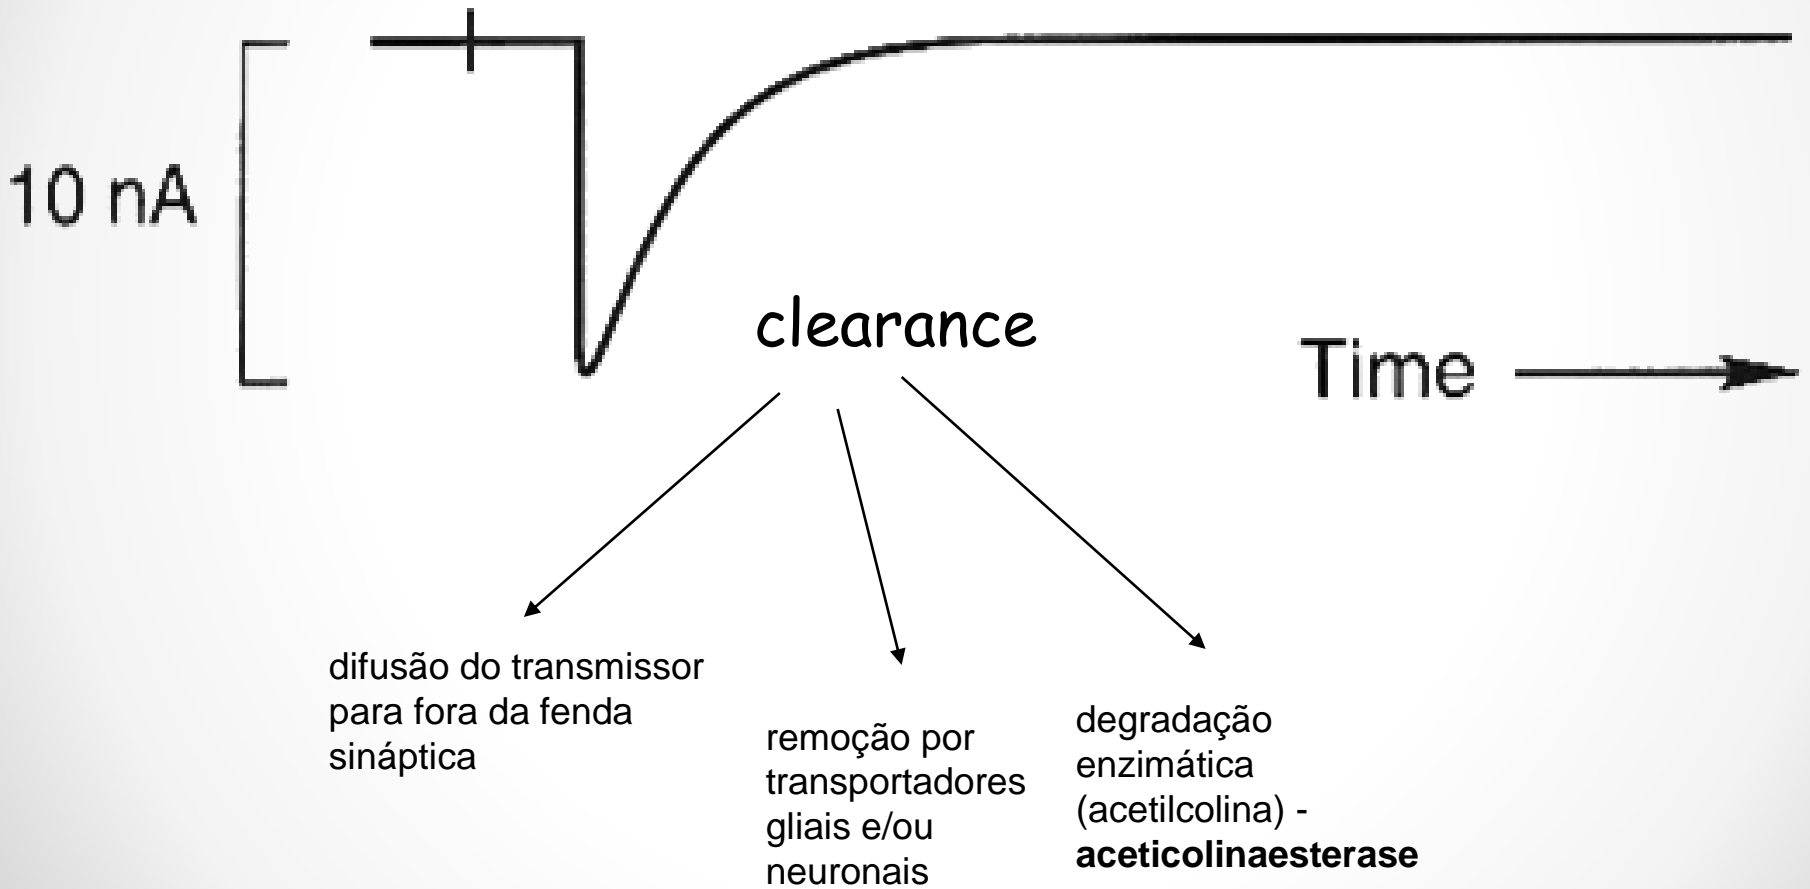 10 nA
clearance
Time
difusão do transmissor
para fora da fenda
sináptica
remoção por
transportadores
gliais e/ou
neuronais
degradação
enzimática
(acetilcolina) -
aceticolinaesterase